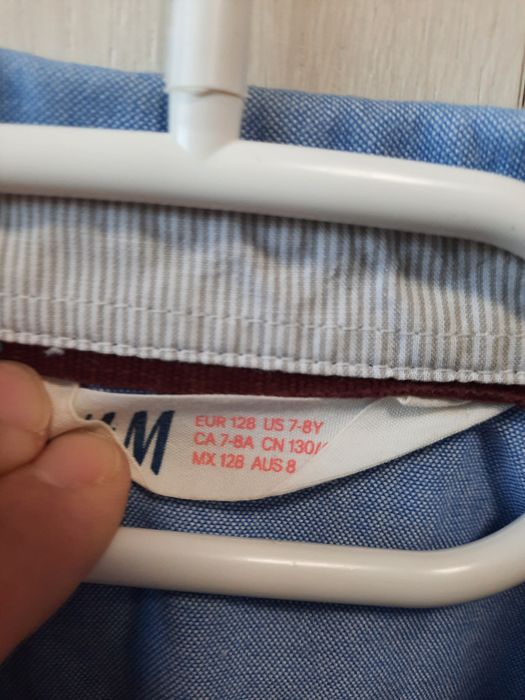 M
EUR 128 US 7-8Y
CA 7-8A CN 130/
MX 128 AUS 8